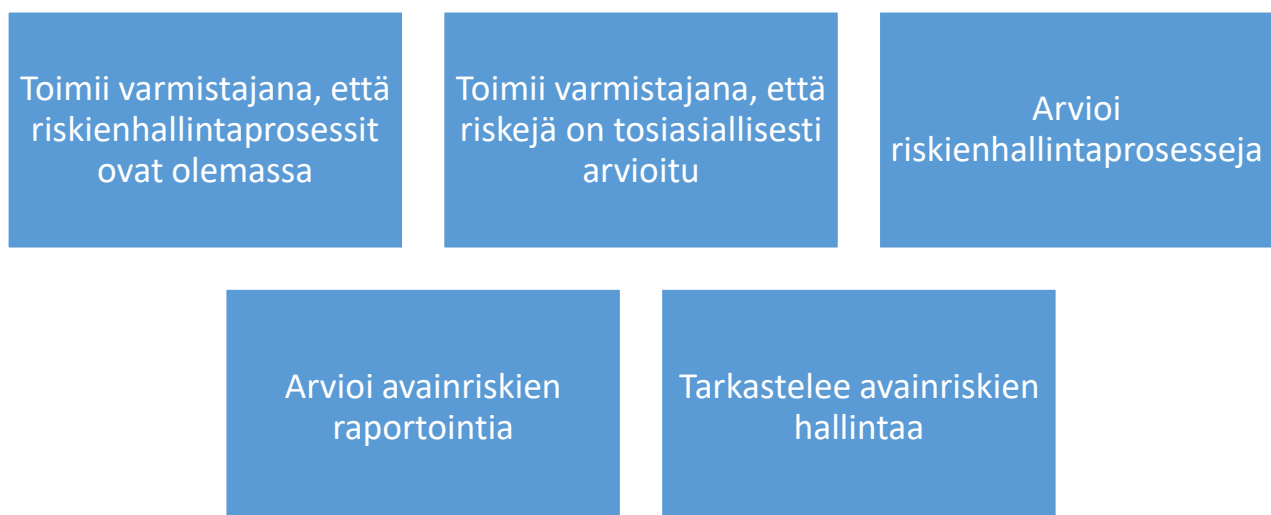 Toimii varmistajana, että
riskienhallintaprosessit
ovat olemassa
Toimii varmistajana, että
riskejä on tosiasiallisesti
arvioitu
Arvioi
riskienhallintaprosesseja
Arvioi avainriskien
raportointia
Tarkastelee avainriskien
hallintaa